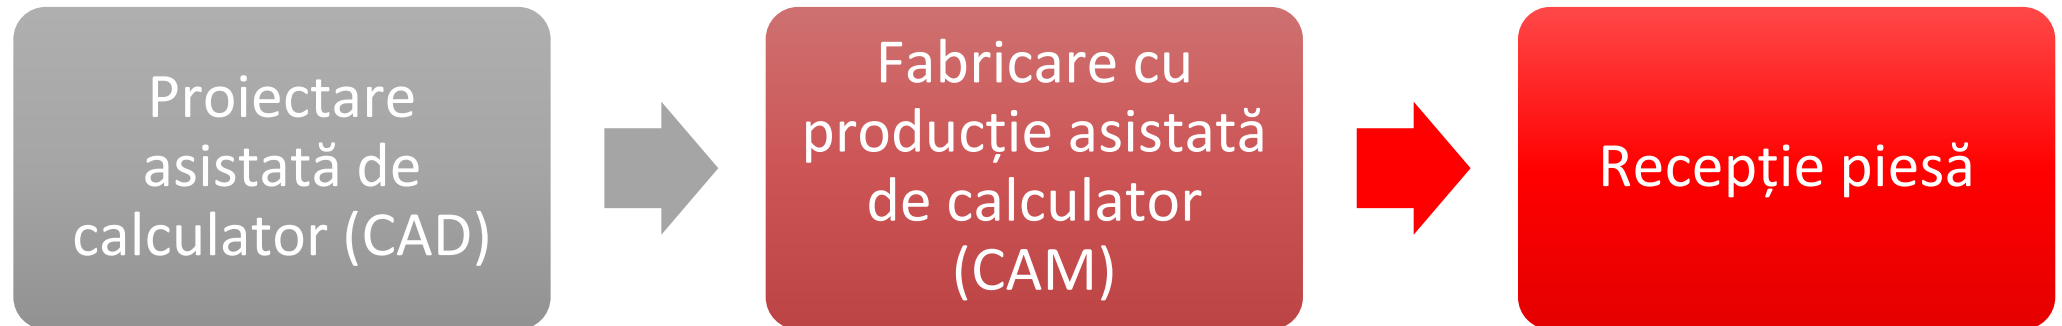 Proiectare
asistată de
calculator (CAD)
Fabricare cu
producție asistată
de calculator
(CAM)
Recepție piesă